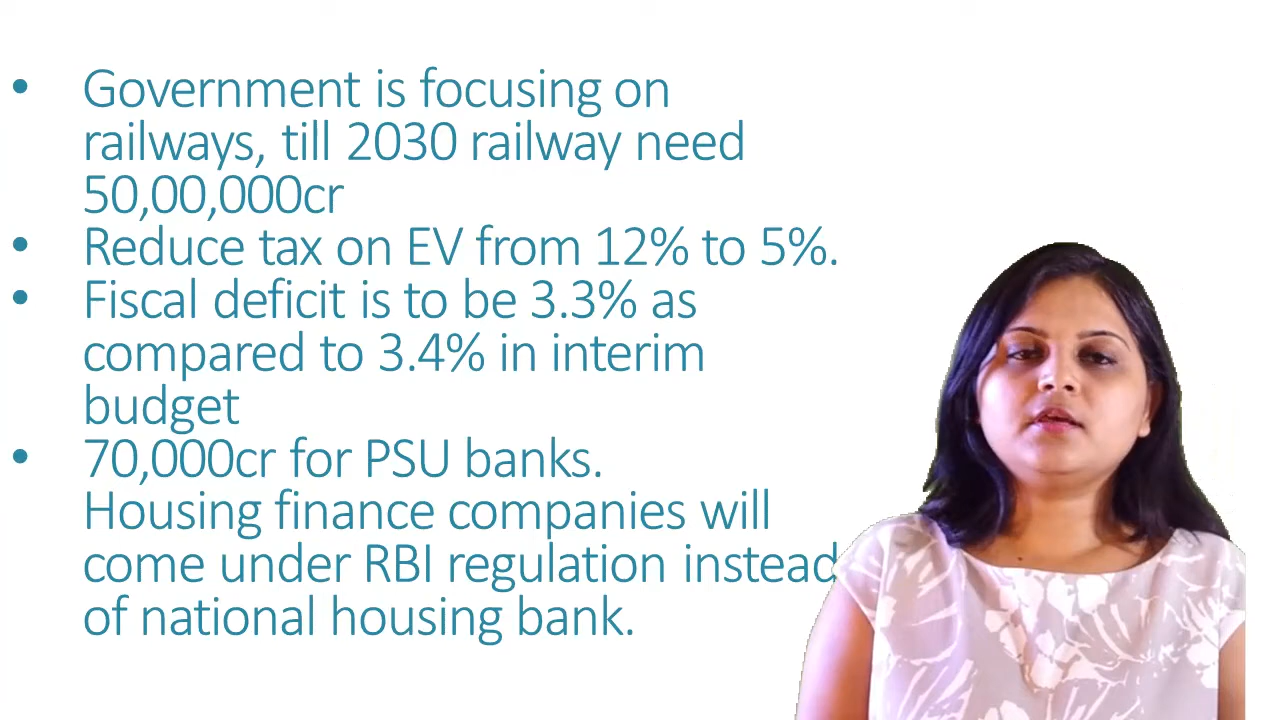 • Government is focusing on
railways, till 2030 railway need
50,00,000cr
• Reduce tax on EV from 12% to 5%.
• Fiscal deficit is to be 3.3% as
compared to 3.4% in interim
budget
• 70,000cr for PSU banks.
Housing finance companies will
come under RBI regulation instead
of national housing bank.